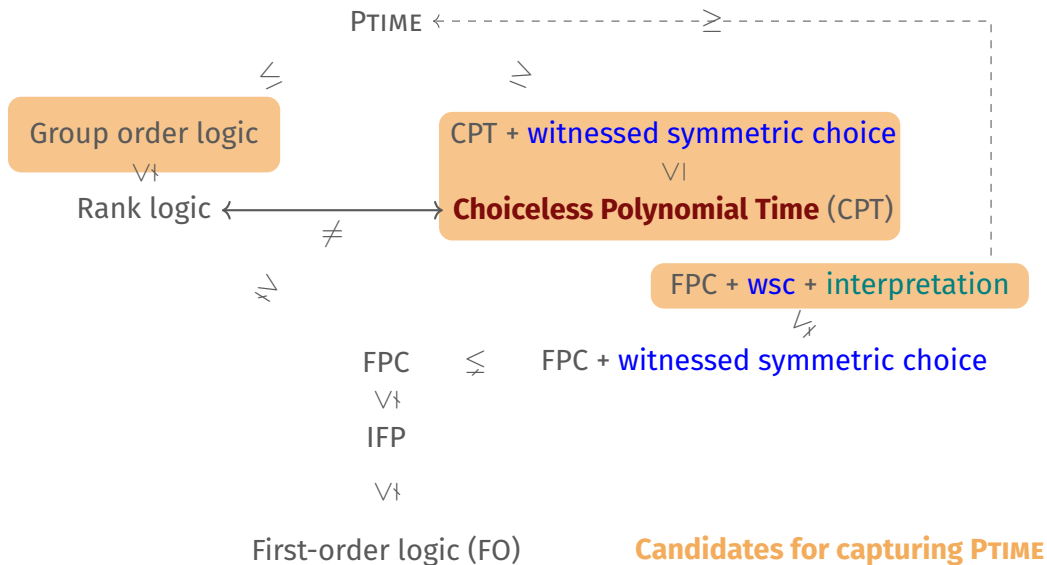 PTIME
≥
≤
≥
Group order logic
CPT + witnessed symmetric choice
≨
≤
Rank logic
≠
Choiceless Polynomial Time (CPT)
FPC + wsc + interpretation
≩
≨
FPC ≨ FPC + witnessed symmetric choice
≨
IFP
≨
First-order logic (FO)
Candidates for capturing PTIME